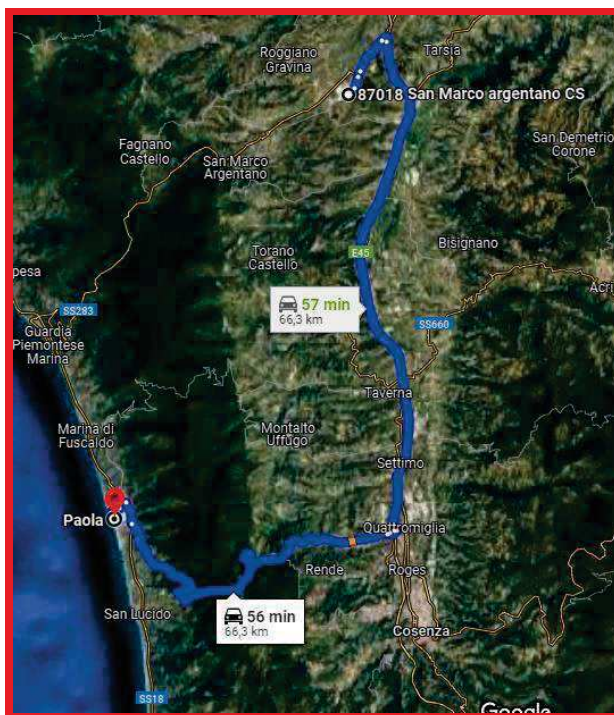 Roggiano
Gravina
Tarsia
87018 San Marco argentano CS
San Demetrio
Corone
Fagnano
Castello
San Marco
Argentano
E45
Bisignano
Torano
Castello
pesa
Acri
57 min
66,3 km
SS283
SS660
Guardia
Piemontese
Marina
Taverna
Marina di
Fuscaldo
Montalto
Uffugo
Settimo
Paola
Quattromiglia
Rende
Roges
San Lucido
56 min
66,3 km
Cosenza
SS18
Google